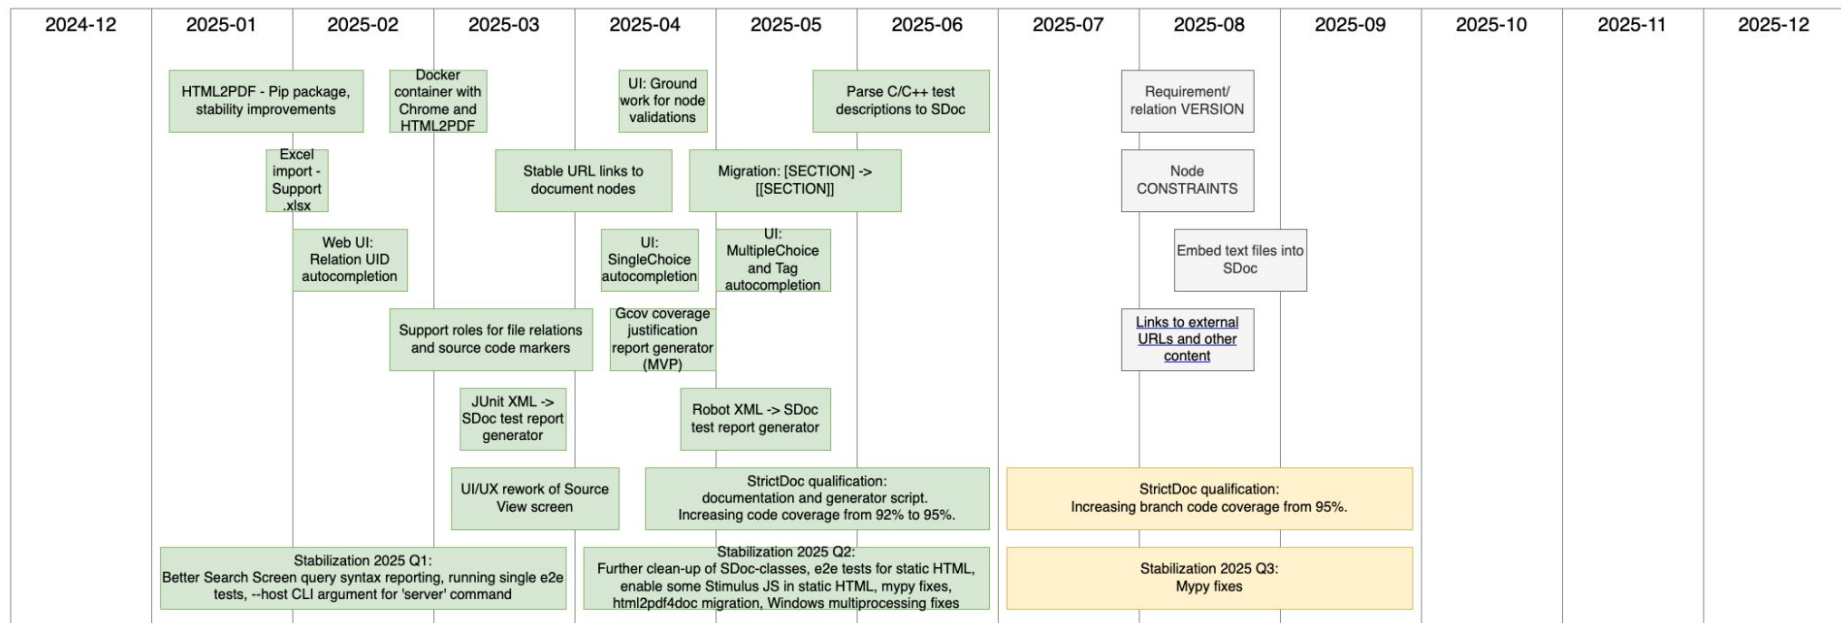 2024-12
2025-01
2025-02
2025-03
2025-04
2025-05
2025-06
2025-07
2025-08
2025-09
2025-10
2025-11
2025-12
HTML2PDF - Pip package,
stability improvements
Docker
container with
Chrome and
HTML2PDF
UI: Ground
work for node
validations
Parse C/C++ test
descriptions to SDoc
Requirement/
relation VERSION
Excel
import -
Support
.xlsx
Stable URL links to
document nodes
Migration: [SECTION] ->
[[SECTION]]
Node
CONSTRAINTS
Web UI:
Relation UID
autocompletion
UI:
SingleChoice
autocompletion
UI:
MultipleChoice
and Tag
autocompletion
Embed text files into
SDoc
Support roles for file relations
and source code markers
Gcov coverage
justification
report generator
(MVP)
Links to external
URLs and other
content
JUnit XML ->
SDoc test report
generator
Robot XML -> SDoc
test report generator
UI/UX rework of Source
View screen
StrictDoc qualification:
documentation and generator script.
Increasing code coverage from 92% to 95%.
StrictDoc qualification:
Increasing branch code coverage from 95%.
Stabilization 2025 Q1:
Better Search Screen query syntax reporting, running single e2e
tests, --host CLI argument for 'server' command
Stabilization 2025 Q2:
Further clean-up of SDoc-classes, e2e tests for static HTML,
enable some Stimulus JS in static HTML, mypy fixes,
html2pdf4doc migration, Windows multiprocessing fixes
Stabilization 2025 Q3:
Mypy fixes